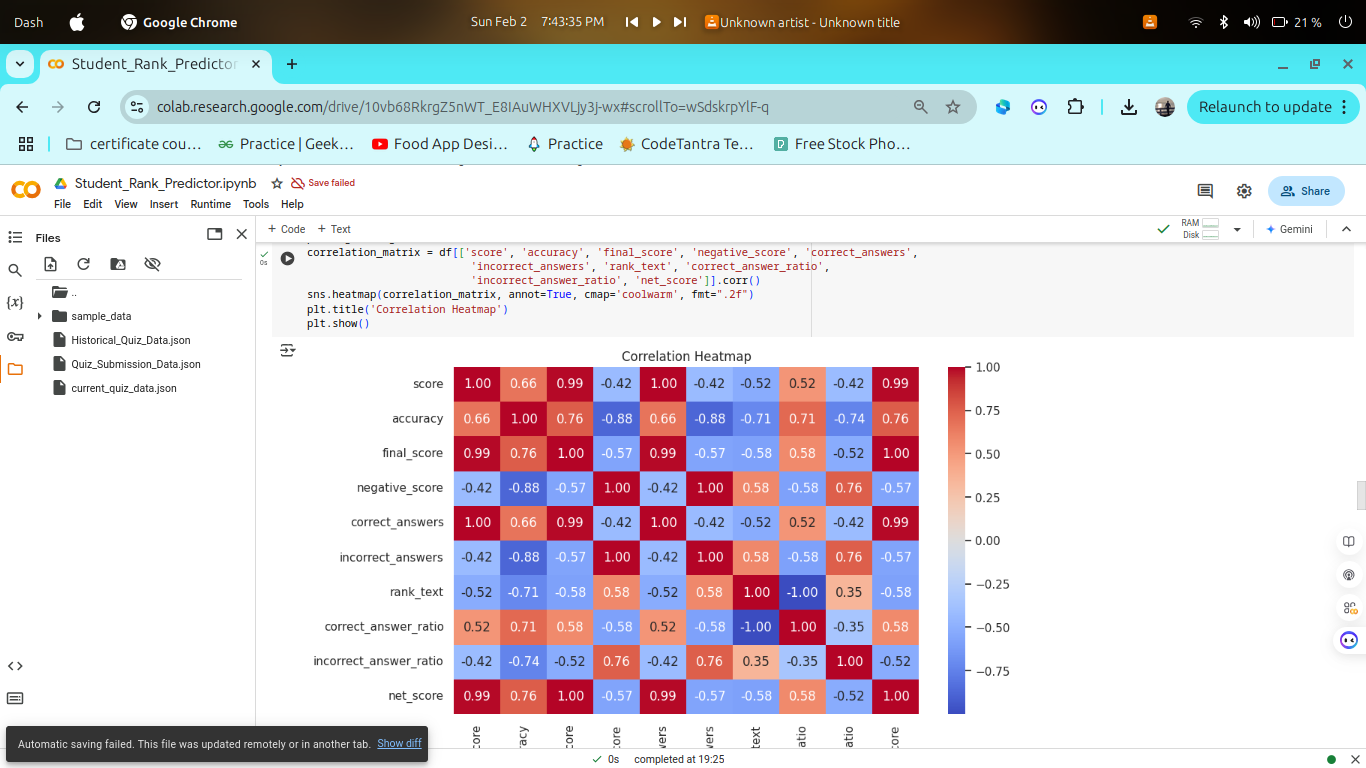 Dash Google Chrome Sun Feb 2 7:43:35 PM Unknown artist - Unknown title 21 %
Student_Rank_Predictor
colab.research.google.com/drive/10vb68RkrgZ5nWT_E8IAuWHXVLjy3j-wx#scrollTo=wSdskrpYlF-q Relaunch to update
certificate cou... Practice | Geek... Food App Desi... Practice CodeTantra Te... Free Stock Pho...
Student_Rank_Predictor.ipynb Save failed Share
File Edit View Insert Runtime Tools Help
Files + Code + Text RAM Disk Gemini
..
sample_data
Historical_Quiz_Data.json
Quiz_Submission_Data.json
current_quiz_data.json
{x}
0s
correlation_matrix = df[['score', 'accuracy', 'final_score', 'negative_score', 'correct_answers',
'incorrect_answers', 'rank_text', 'correct_answer_ratio',
'incorrect_answer_ratio', 'net_score']].corr()
sns.heatmap(correlation_matrix, annot=True, cmap='coolwarm', fmt=".2f")
plt.title('Correlation Heatmap')
plt.show()
Correlation Heatmap
score 1.00 0.66 0.99 -0.42 1.00 -0.42 -0.52 0.52 -0.42 0.99
accuracy 0.66 1.00 0.76 -0.88 0.66 -0.88 -0.71 0.71 -0.74 0.76
final_score 0.99 0.76 1.00 -0.57 0.99 -0.57 -0.58 0.58 -0.52 1.00
negative_score -0.42 -0.88 -0.57 1.00 -0.42 1.00 0.58 -0.58 0.76 -0.57
correct_answers 1.00 0.66 0.99 -0.42 1.00 -0.42 -0.52 0.52 -0.42 0.99
incorrect_answers -0.42 -0.88 -0.57 1.00 -0.42 1.00 0.58 -0.58 0.76 -0.57
rank_text -0.52 -0.71 -0.58 0.58 -0.52 0.58 1.00 -1.00 0.35 -0.58
correct_answer_ratio 0.52 0.71 0.58 -0.58 0.52 -0.58 -1.00 1.00 -0.35 0.58
incorrect_answer_ratio -0.42 -0.74 -0.52 0.76 -0.42 0.76 0.35 -0.35 1.00 -0.52
net_score 0.99 0.76 1.00 -0.57 0.99 -0.57 -0.58 0.58 -0.52 1.00
1.00
0.75
0.50
0.25
0.00
−0.25
−0.50
−0.75
core racy core core wers wers text atio atio core
Automatic saving failed. This file was updated remotely or in another tab. Show diff
0s completed at 19:25